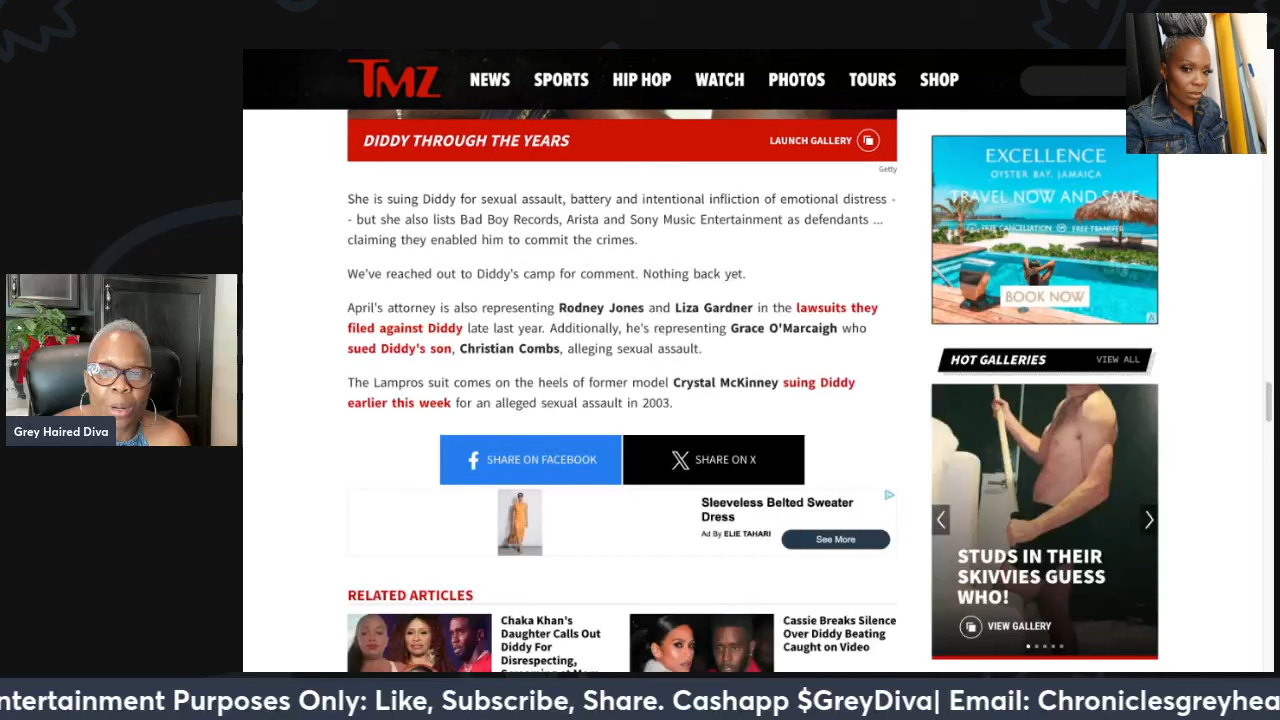 TMZ
NEWS SPORTS HIP HOP WATCH PHOTOS TOURS SHOP
DIDDY THROUGH THE YEARS
LAUNCH GALLERY
Getty
She is suing Diddy for sexual assault, battery and intentional infliction of emotional distress -
- but she also lists Bad Boy Records, Arista and Sony Music Entertainment as defendants ...
claiming they enabled him to commit the crimes.
We've reached out to Diddy's camp for comment. Nothing back yet.
April's attorney is also representing Rodney Jones and Liza Gardner in the lawsuits they
filed against Diddy late last year. Additionally, he's representing Grace O'Marcaigh who
sued Diddy's son, Christian Combs, alleging sexual assault.
The Lampros suit comes on the heels of former model Crystal McKinney suing Diddy
earlier this week for an alleged sexual assault in 2003.
SHARE ON FACEBOOK
SHARE ON X
Sleeveless Belted Sweater
Dress
Ad By ELIE TAHARI
See More
RELATED ARTICLES
Chaka Khan's
Daughter Calls Out
Diddy For
Disrespecting,
Cassie Breaks Silence
Over Diddy Beating
Caught on Video
EXCELLENCE
OYSTER BAY, JAMAICA
TRAVEL NOW AND SAVE
FREE CANCELLATION FREE TRANSFER
BOOK NOW
HOT GALLERIES
VIEW ALL
STUDS IN THEIR
SKIVVIES GUESS
WHO!
VIEW GALLERY
Grey Haired Diva
ntertainment Purposes Only: Like, Subscribe, Share. Cashapp $GreyDiva| Email: Chroniclesgreyhea